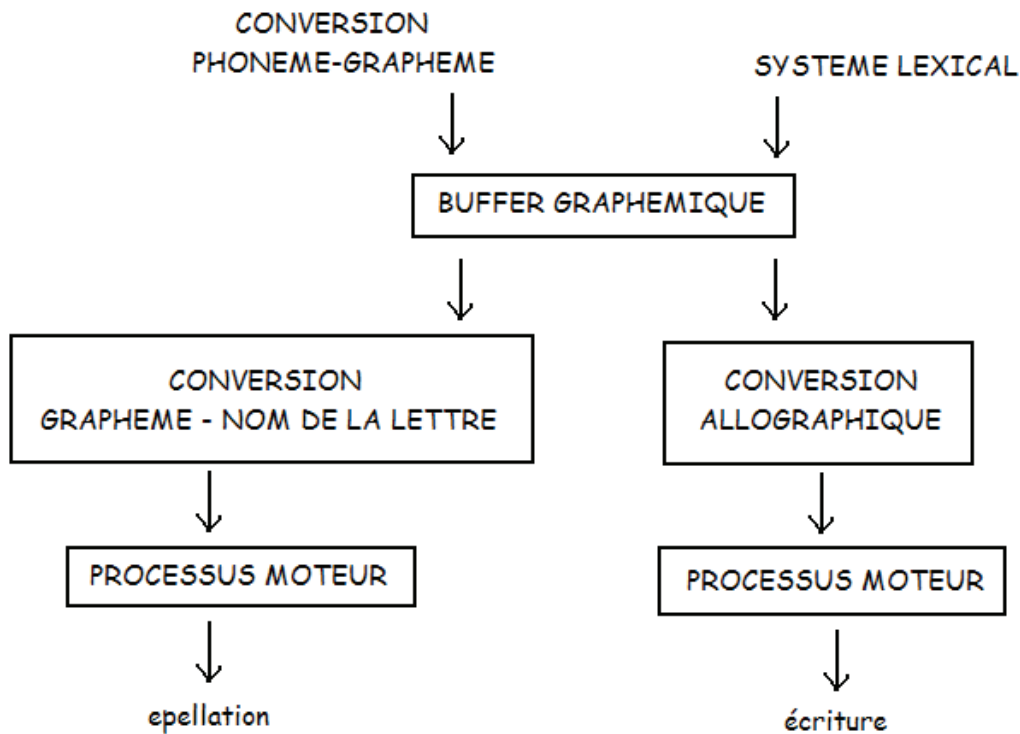 CONVERSION
PHONEME-GRAPHEME
SYSTEME LEXICAL
BUFFER GRAPHEMIQUE
CONVERSION
GRAPHEME - NOM DE LA LETTRE
CONVERSION
ALLOGRAPHIQUE
PROCESSUS MOTEUR
PROCESSUS MOTEUR
epellation
écriture